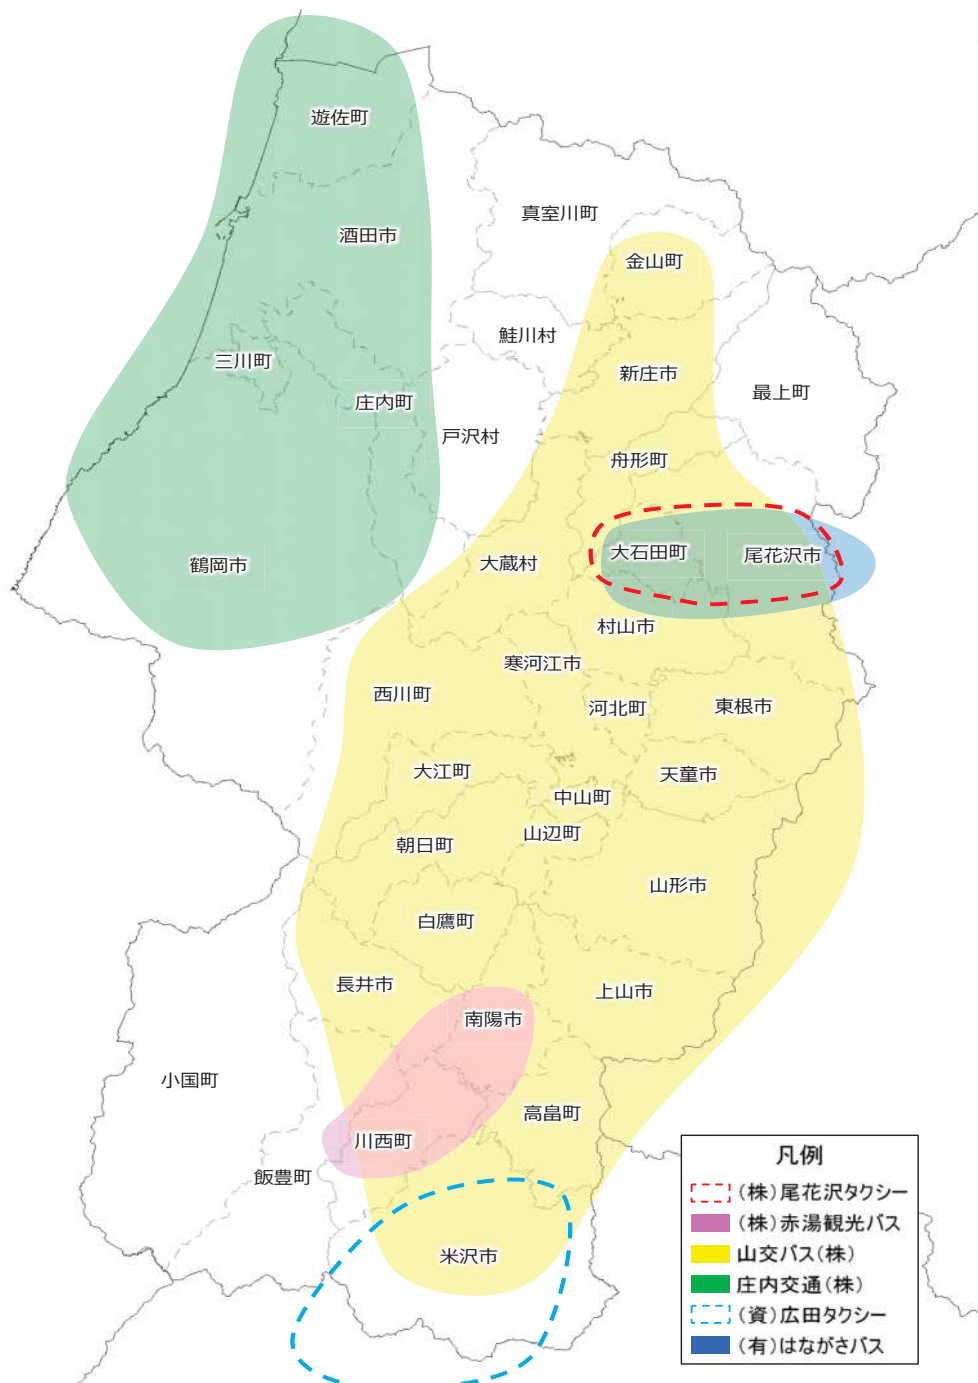 遊佐町
真室川町
酒田市
金山町
鮭川村
三川町
新庄市
最上町
庄内町
戸沢村
舟形町
大石田町
尾花沢市
鶴岡市
大蔵村
村山市
寒河江市
西川町
河北町
東根市
大江町
天童市
中山町
山辺町
朝日町
山形市
白鷹町
長井市
上山市
南陽市
小国町
高畠町
川西町
飯豊町
米沢市
凡例
(株)尾花沢タクシー
(株)赤湯観光バス
山交バス(株)
庄内交通(株)
(資)広田タクシー
(有)はながさバス